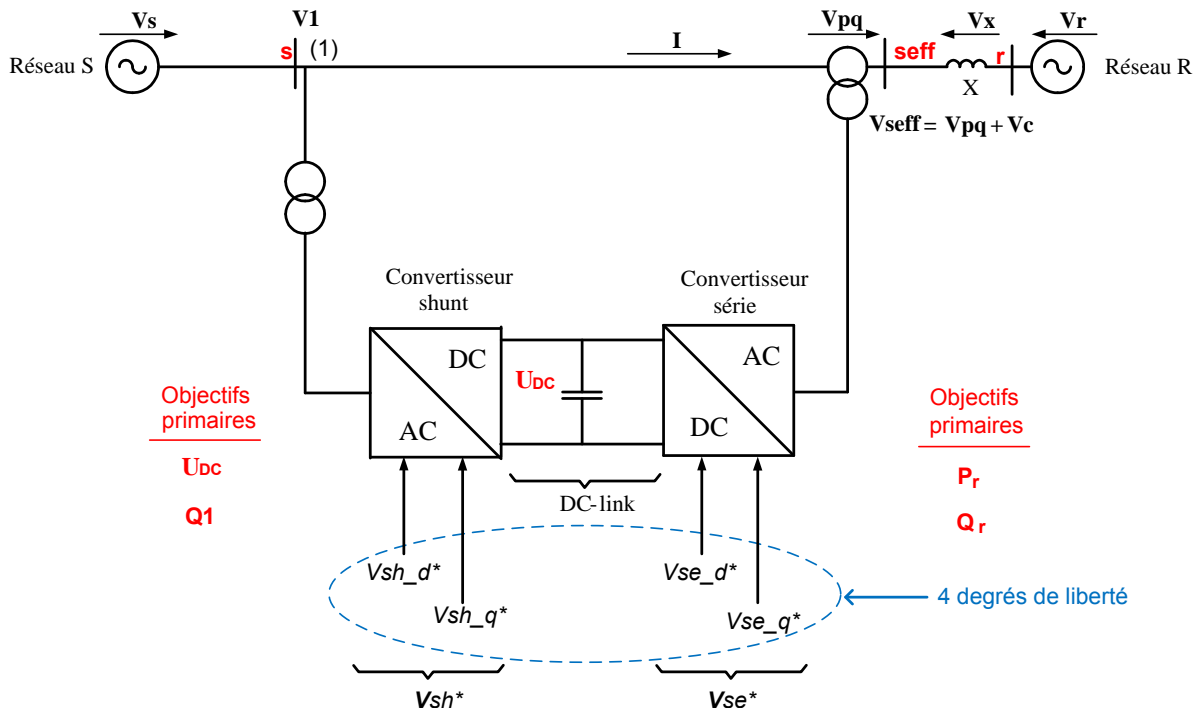 Vs
V1
s
(1)
I
Vpq
seff
Vx
r
Vr
Réseau S
X
Réseau R
Vseff = Vpq + Vc
Convertisseur
shunt
Convertisseur
série
DC
AC
UDC
AC
DC
DC-link
Objectifs
primaires
UDC
Q1
Objectifs
primaires
Pr
Qr
Vsh_d*
Vsh_q*
Vse_d*
Vse_q*
4 degrés de liberté
Vsh*
Vse*